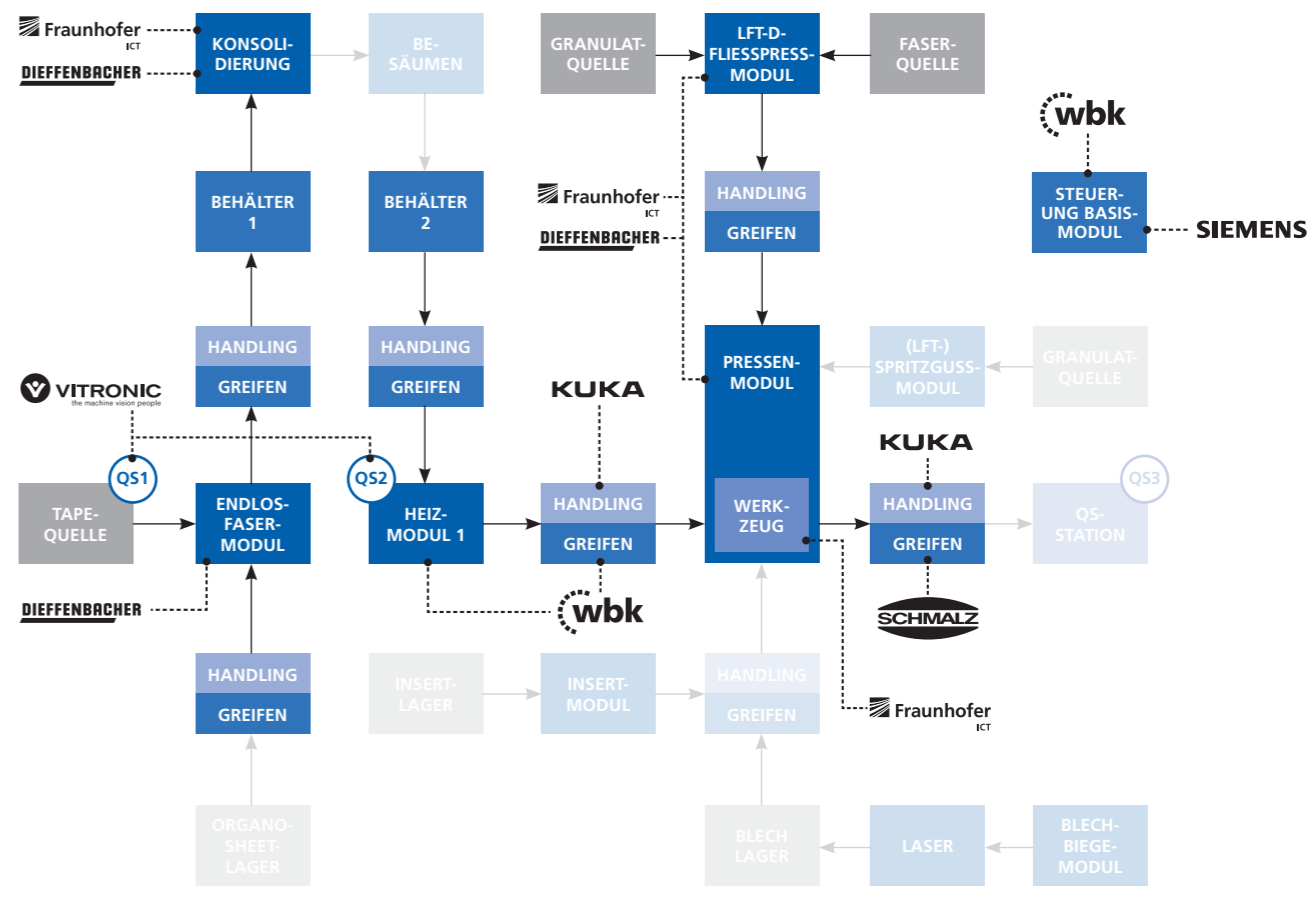 Fraunhofer
ICT
DIEFFENBACHER
KONSOLI-
DIERUNG
BE-
SÄUMEN
GRANULAT-
QUELLE
LFT-D-
FLIESSPRESS-
MODUL
FASER-
QUELLE
wbk
BEHÄLTER
1
BEHÄLTER
2
Fraunhofer
ICT
DIEFFENBACHER
HANDLING
GREIFEN
STEUER-
UNG BASIS-
MODUL
SIEMENS
HANDLING
GREIFEN
HANDLING
GREIFEN
PRESSEN-
MODUL
(LFT-)
SPRITZGUSS-
MODUL
GRANULAT-
QUELLE
VITRONIC
the machine vision people
KUKA
KUKA
QS1
QS2
QS3
TAPE-
QUELLE
ENDLOS-
FASER-
MODUL
HEIZ-
MODUL 1
HANDLING
GREIFEN
WERK-
ZEUG
HANDLING
GREIFEN
QS-
STATION
DIEFFENBACHER
wbk
SCHMALZ
HANDLING
GREIFEN
INSERT-
LAGER
INSERT-
MODUL
HANDLING
GREIFEN
Fraunhofer
ICT
ORGANO-
SHEET-
LAGER
BLECH
LAGER
LASER
BLECH-
BIEGE-
MODUL